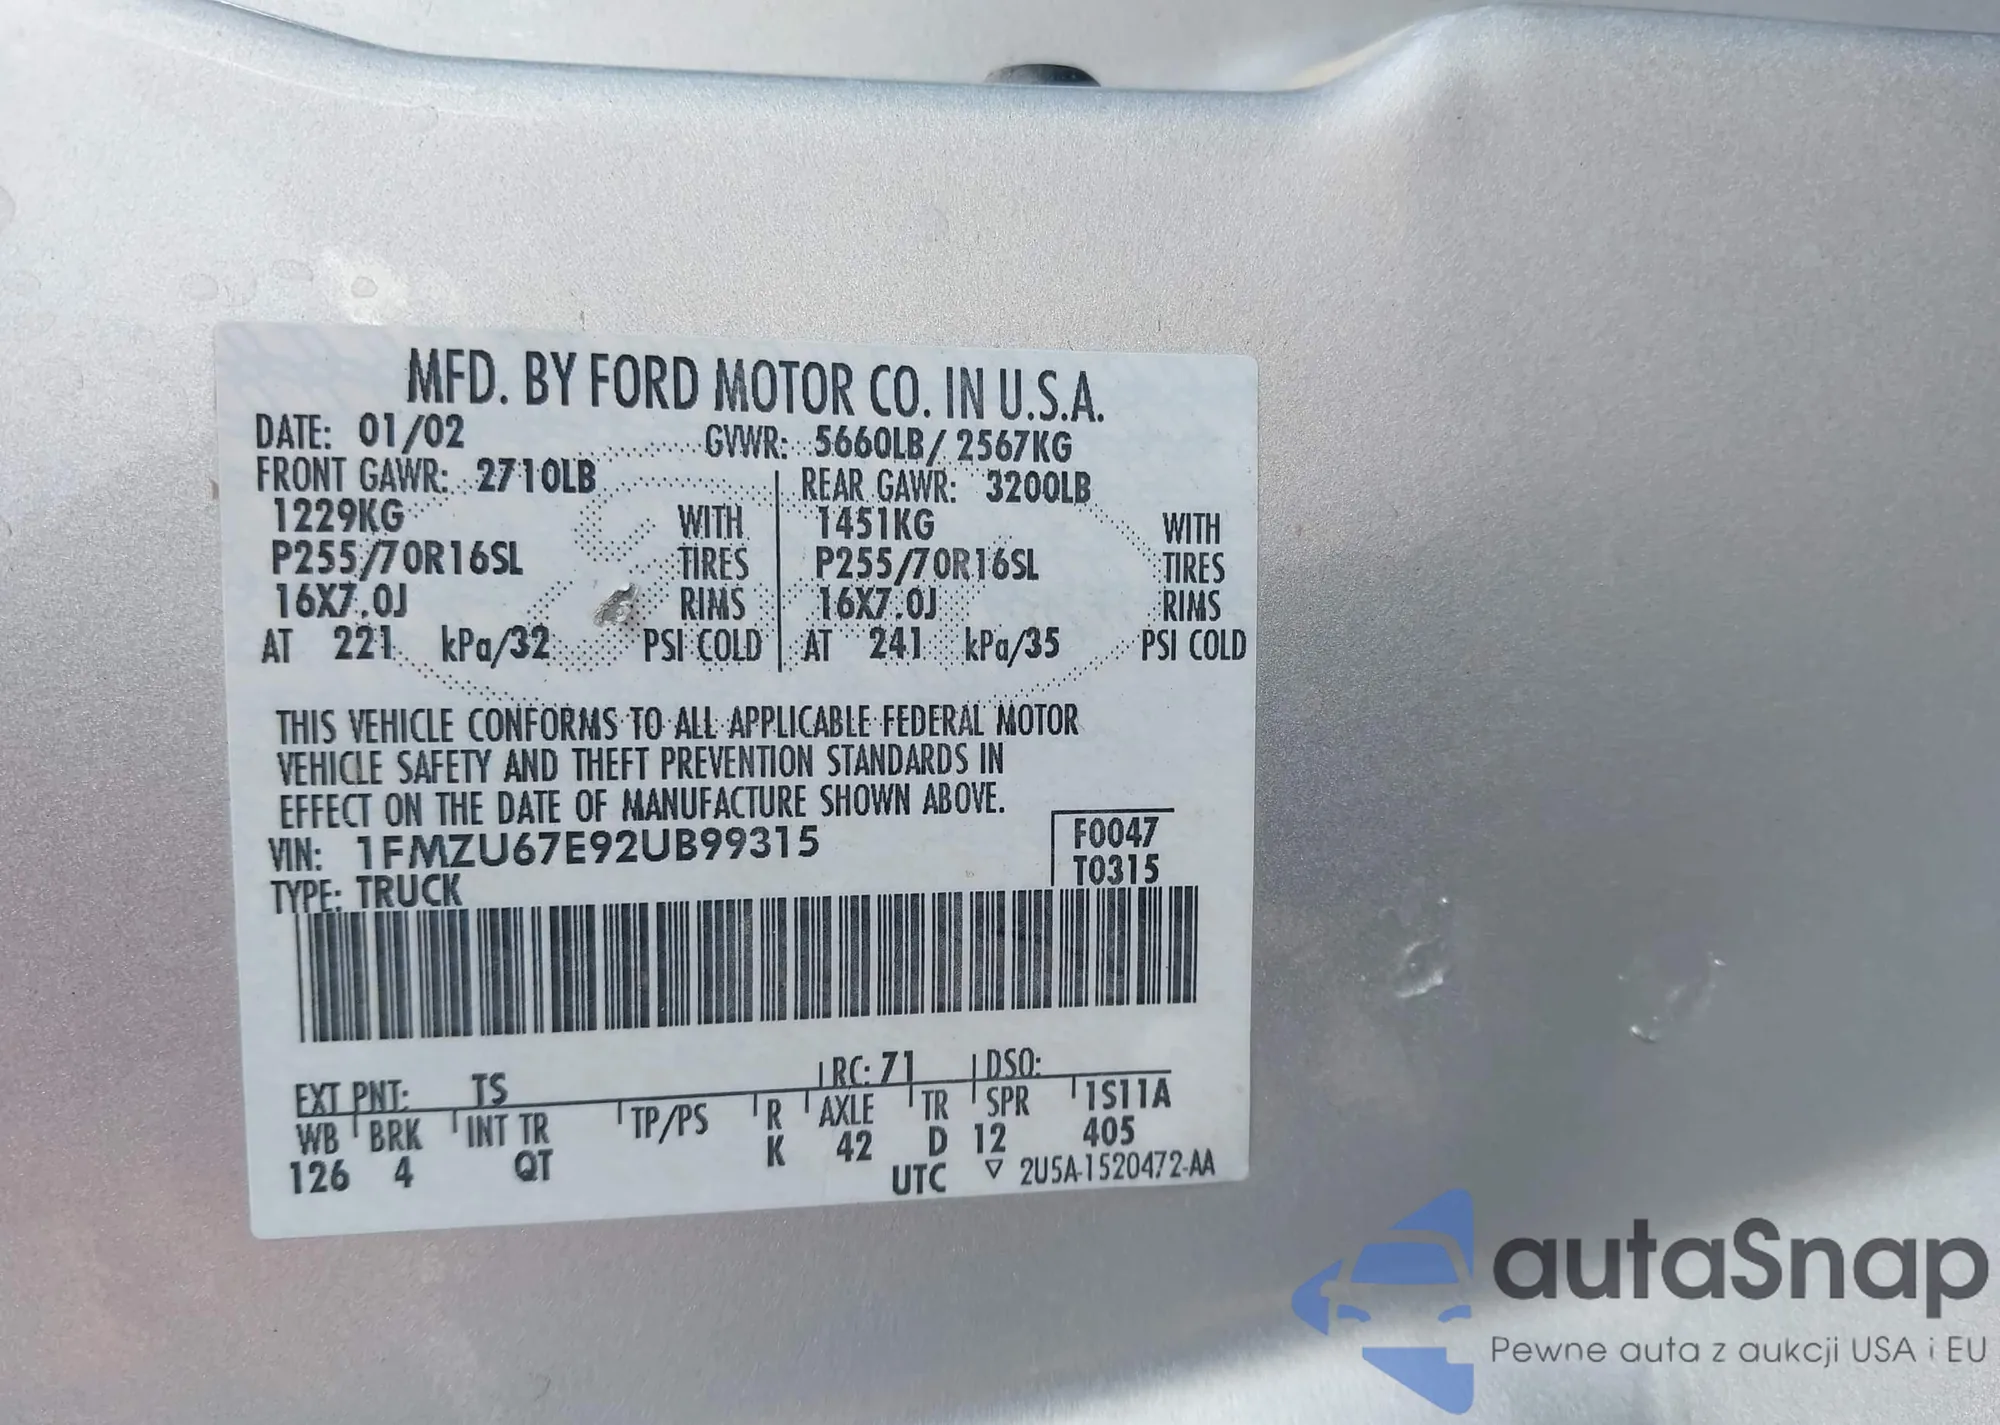 MFD. BY FORD MOTOR CO. IN U.S.A.
DATE: 01/02 GVWR: 5660LB/ 2567KG
FRONT GAWR: 2710LB REAR GAWR: 3200LB
1229KG WITH 1451KG WITH
P255/70R16SL TIRES P255/70R16SL TIRES
16X7.0J RIMS 16X7.0J RIMS
AT 221 kPa/32 PSI COLD AT 241 kPa/35 PSI COLD
THIS VEHICLE CONFORMS TO ALL APPLICABLE FEDERAL MOTOR
VEHICLE SAFETY AND THEFT PREVENTION STANDARDS IN
EFFECT ON THE DATE OF MANUFACTURE SHOWN ABOVE.
VIN: 1FMZU67E92UB99315 F0047
TYPE: TRUCK T0315
EXT PNT: TS RC: 71 DSO:
WB BRK INT TR TP/PS R AXLE TR SPR 1S11A
126 4 QT K 42 D 12 405
UTC ▽ 2U5A-1520472-AA
autaSnap
Pewne auta z aukcji USA i EU